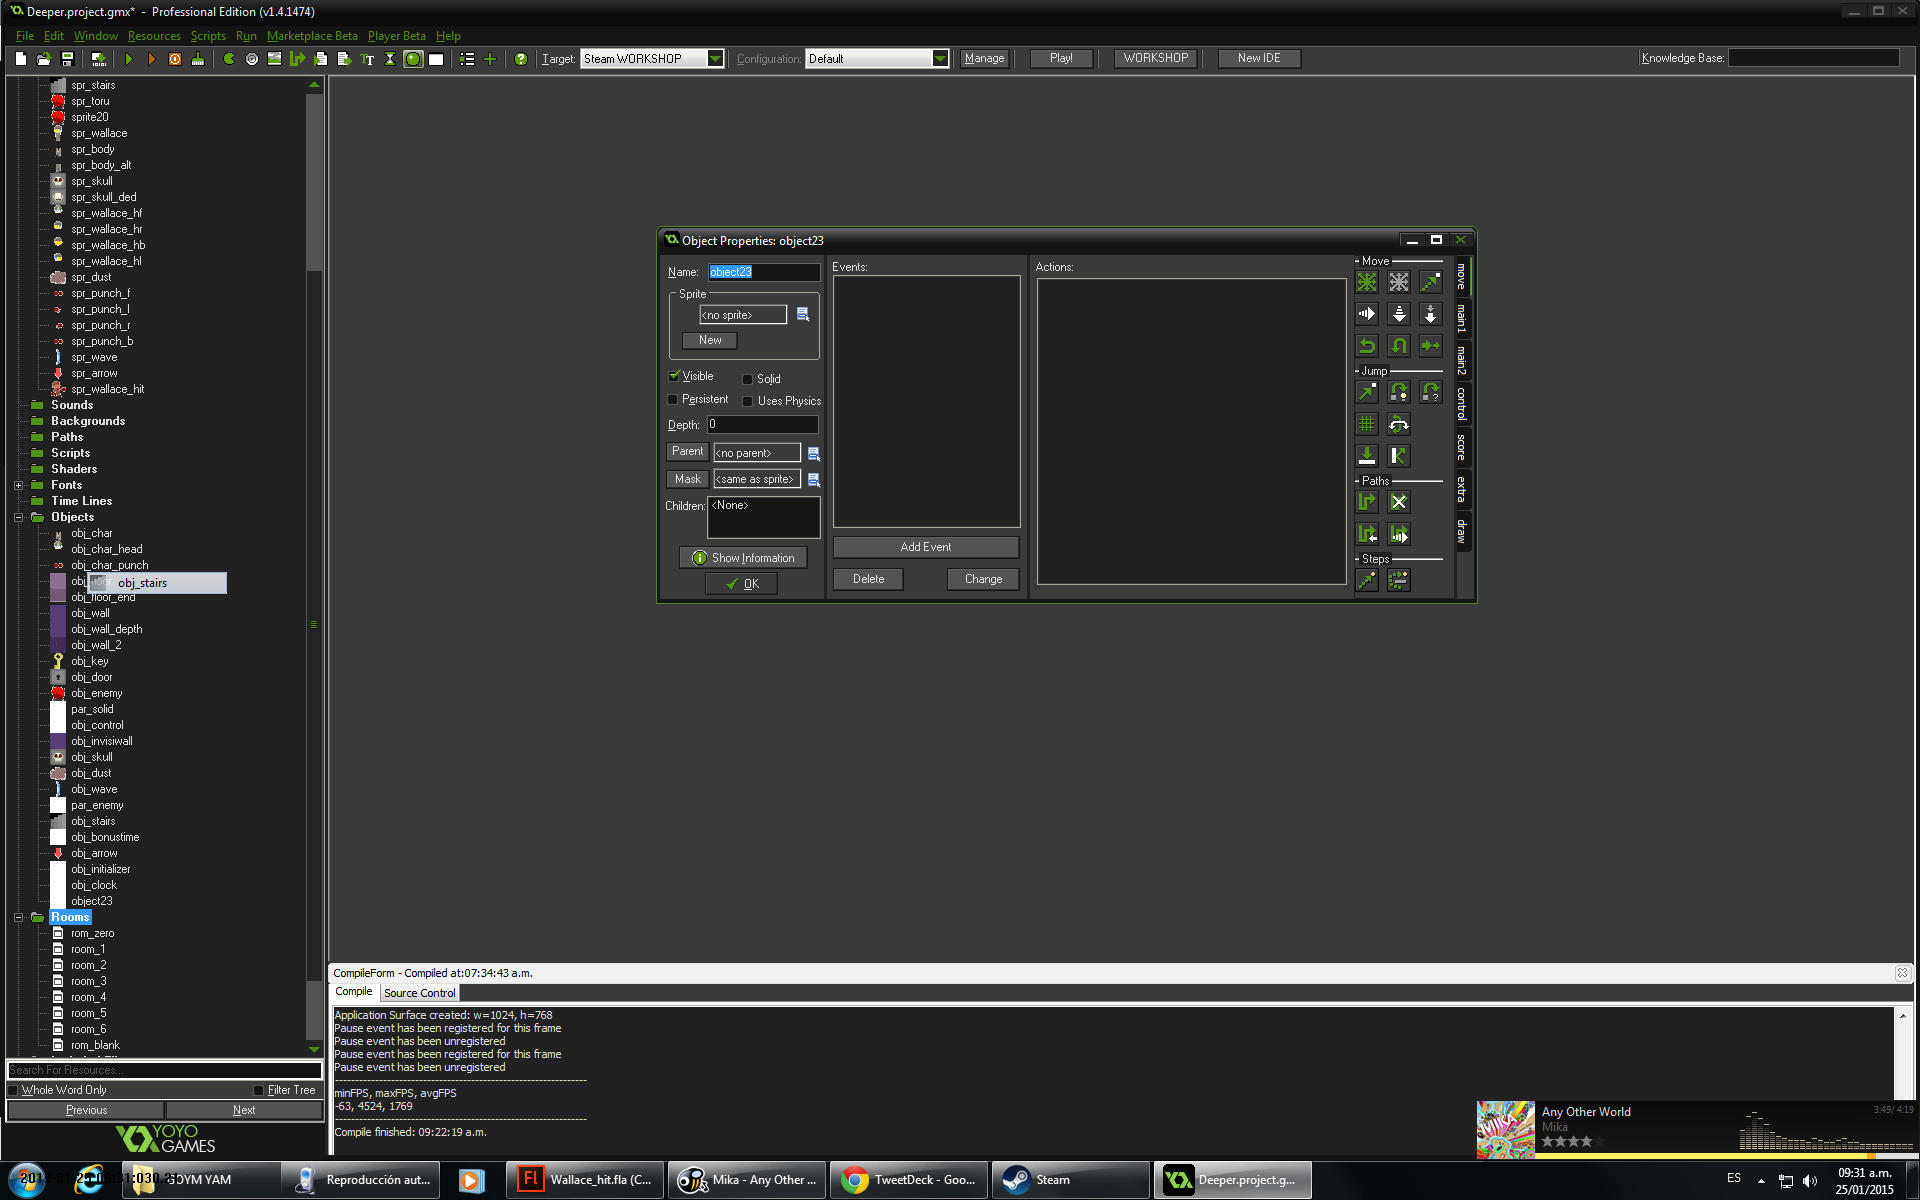 Deeper.project.gmx* - Professional Edition (v1.4.1474)
File Edit Window Resources Scripts Run Marketplace Beta Player Beta Help
Target: Steam WORKSHOP Configuration: Default Manage Play! WORKSHOP New IDE Knowledge Base:
spr_stairs
spr_toru
sprite20
spr_wallace
spr_body
spr_body_alt
spr_skull
spr_skull_ded
spr_wallace_hf
spr_wallace_hr
spr_wallace_hb
spr_wallace_hl
spr_dust
spr_punch_f
spr_punch_l
spr_punch_r
spr_punch_b
spr_wave
spr_arrow
spr_wallace_hit
Sounds
Backgrounds
Paths
Scripts
Shaders
Fonts
Time Lines
Objects
obj_char
obj_char_head
obj_char_punch
obj_stairs
obj_floor_end
obj_wall
obj_wall_depth
obj_wall_2
obj_key
obj_door
obj_enemy
par_solid
obj_control
obj_invisiwall
obj_skull
obj_dust
obj_wave
par_enemy
obj_stairs
obj_bonustime
obj_arrow
obj_initializer
obj_clock
object23
Rooms
rom_zero
room_1
room_2
room_3
room_4
room_5
room_6
rom_blank
Search For Resources...
Whole Word Only Filter Tree
Previous Next
YOYO
GAMES
Object Properties: object23
Name: object23
Sprite
<no sprite>
New
Visible Solid
Persistent Uses Physics
Depth: 0
Parent <no parent>
Mask <same as sprite>
Children: <None>
Show Information
OK
Events:
Add Event
Delete Change
Actions:
Move
Jump
Paths
Steps
move
main1
main2
control
score
extra
draw
CompileForm - Compiled at:07:34:43 a.m.
Compile Source Control
Application Surface created: w=1024, h=768
Pause event has been registered for this frame
Pause event has been unregistered
Pause event has been registered for this frame
Pause event has been unregistered
minFPS, maxFPS, avgFPS
-63, 4524, 1769
Compile finished: 09:22:19 a.m.
MIKA
Any Other World
Mika
3:49/ 4:19
YAM
Reproducción aut...
Fl Wallace_hit.fla (C...
Mika - Any Other ...
TweetDeck - Goo...
Steam
Deeper.project.g...
ES
09:31 a.m.
25/01/2015